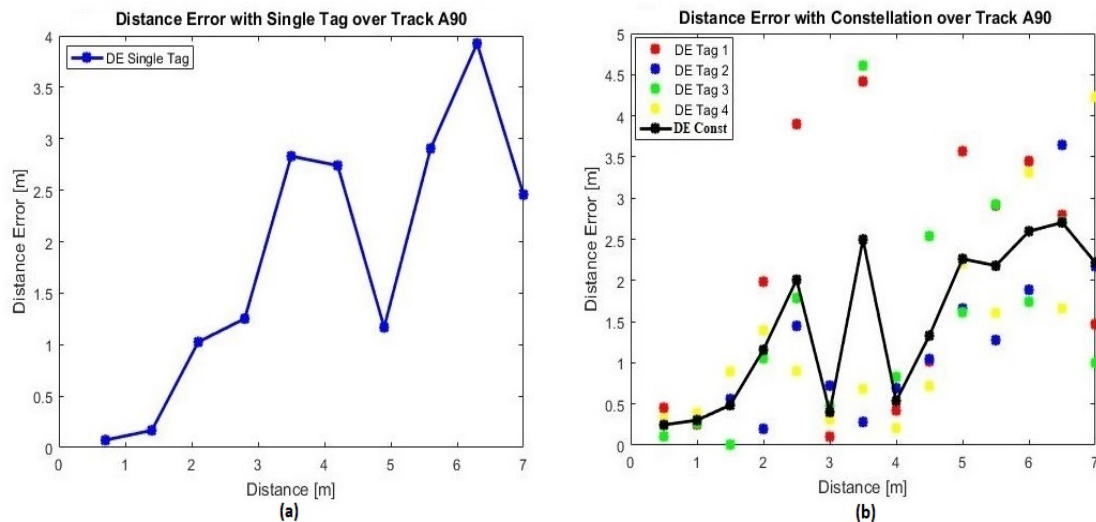 Distance Error with Single Tag over Track A90
DE Single Tag
4
3.5
3
2.5
2
1.5
1
0.5
0
Distance Error [m]
0 1 2 3 4 5 6 7
Distance [m]
(a)
Distance Error with Constellation over Track A90
DE Tag 1
DE Tag 2
DE Tag 3
DE Tag 4
DE Const
5
4.5
4
3.5
3
2.5
2
1.5
1
0.5
0
Distance Error [m]
0 1 2 3 4 5 6 7
Distance [m]
(b)